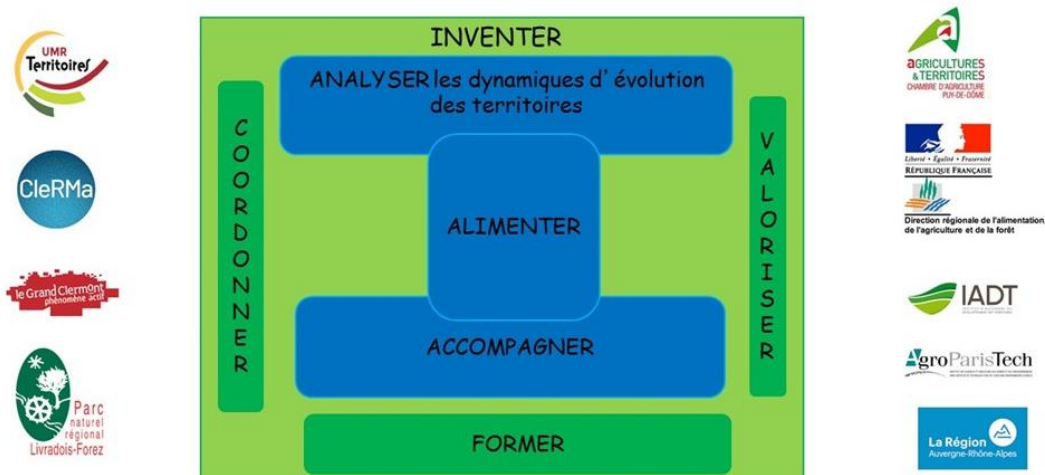 UMR
Territoires
CleRMa
le Grand Clermont
phénomène actif
Parc
naturel
régional
Livradois-Forez
INVENTER
ANALYSER les dynamiques d' évolution
des territoires
COORDONNER
ALIMENTER
VALORISER
ACCOMPAGNER
FORMER
AGRICULTURES
& TERRITOIRES
CHAMBRE D'AGRICULTURE
PUY-DE-DÔME
Liberté • Égalité • Fraternité
RÉPUBLIQUE FRANÇAISE
Direction régionale de l'alimentation,
de l'agriculture et de la forêt
IADT
AgroParisTech
La Région
Auvergne-Rhône-Alpes